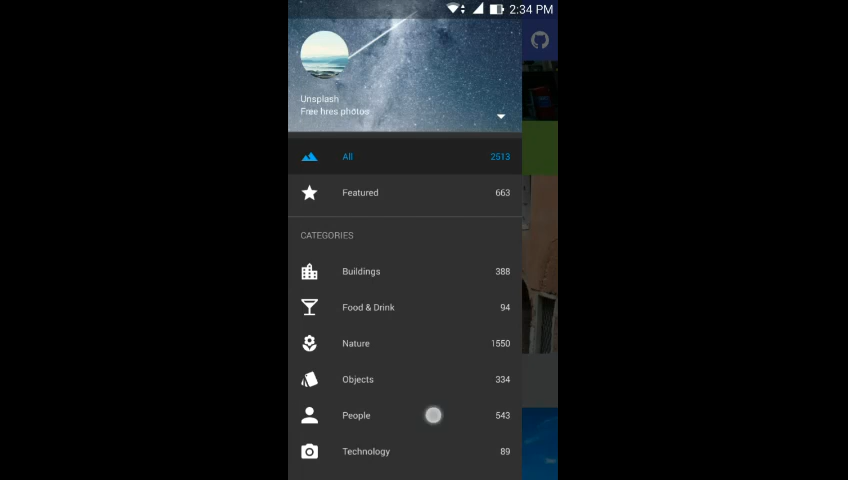 2:34 PM
Unsplash
Free hres photos
All 2513
Featured 663
CATEGORIES
Buildings 388
Food & Drink 94
Nature 1550
Objects 334
People 543
Technology 89